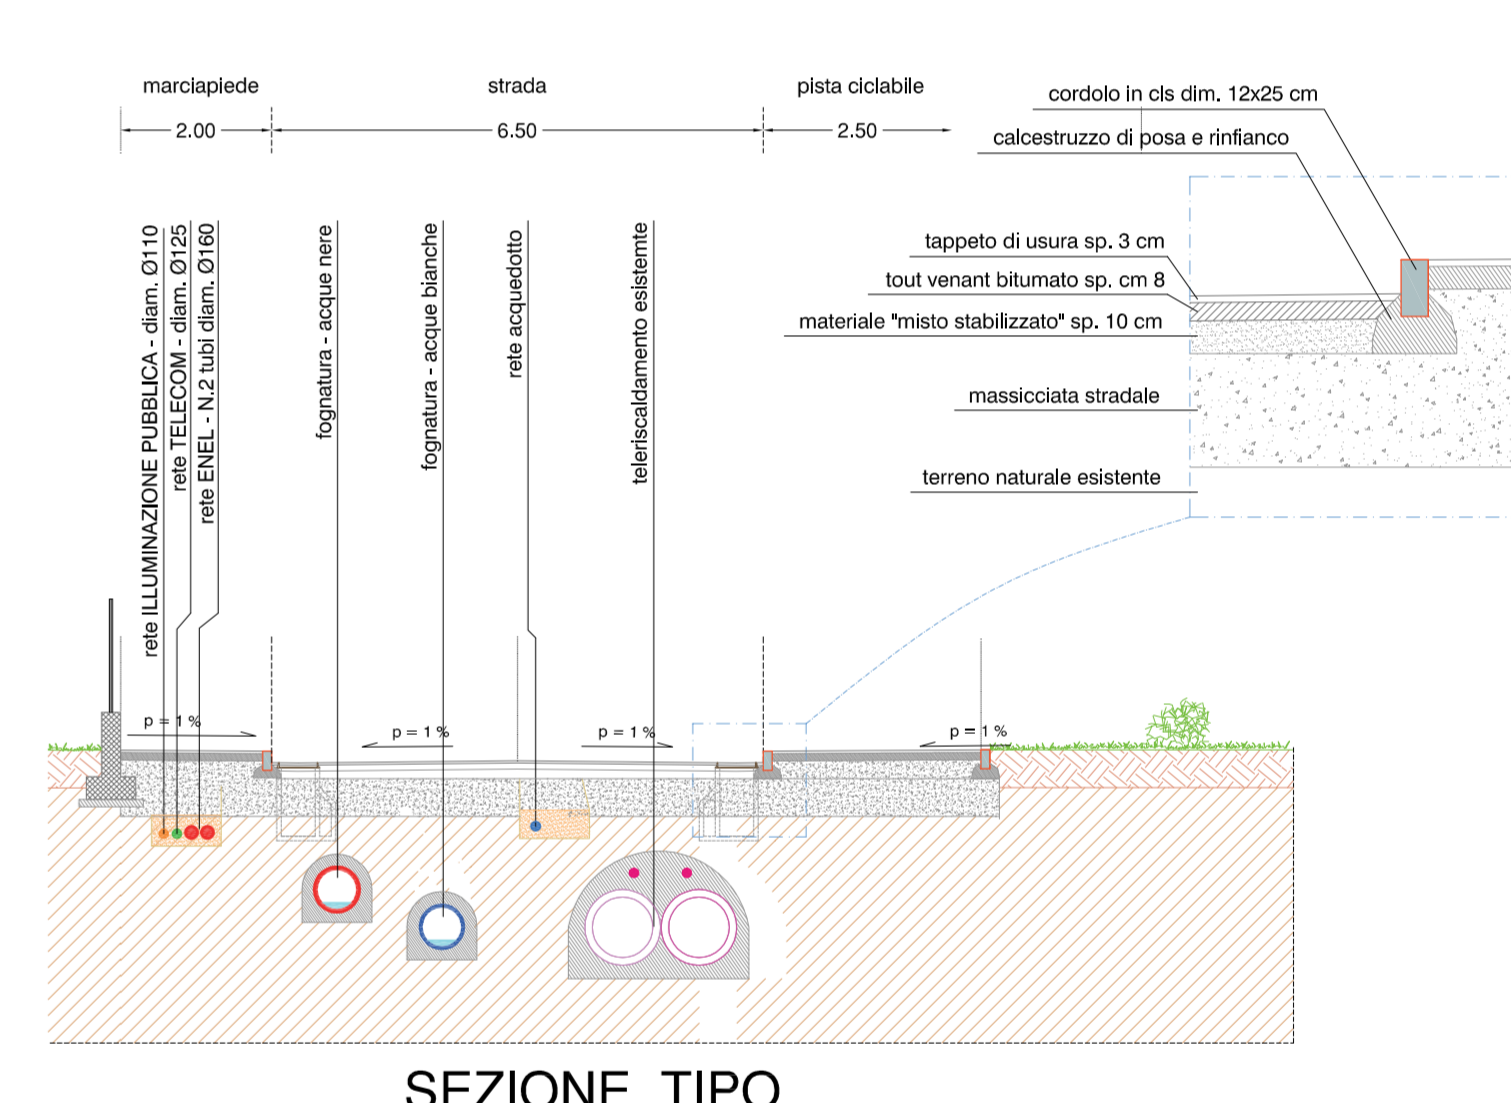 marciapiede
strada
pista ciclabile
2.00
6.50
2.50
cordolo in cls dim. 12x25 cm
calcestruzzo di posa e rinfianco
tappeto di usura sp. 3 cm
tout venant bitumato sp. cm 8
materiale "misto stabilizzato" sp. 10 cm
massicciata stradale
terreno naturale esistente
rete ILLUMINAZIONE PUBBLICA - diam. Ø110
rete TELECOM - diam. Ø125
rete ENEL - N.2 tubi diam. Ø160
fognatura - acque nere
fognatura - acque bianche
rete acquedotto
teleriscaldamento esistemte
p = 1 %
p = 1 %
p = 1 %
p = 1 %
SEZIONE TIPO